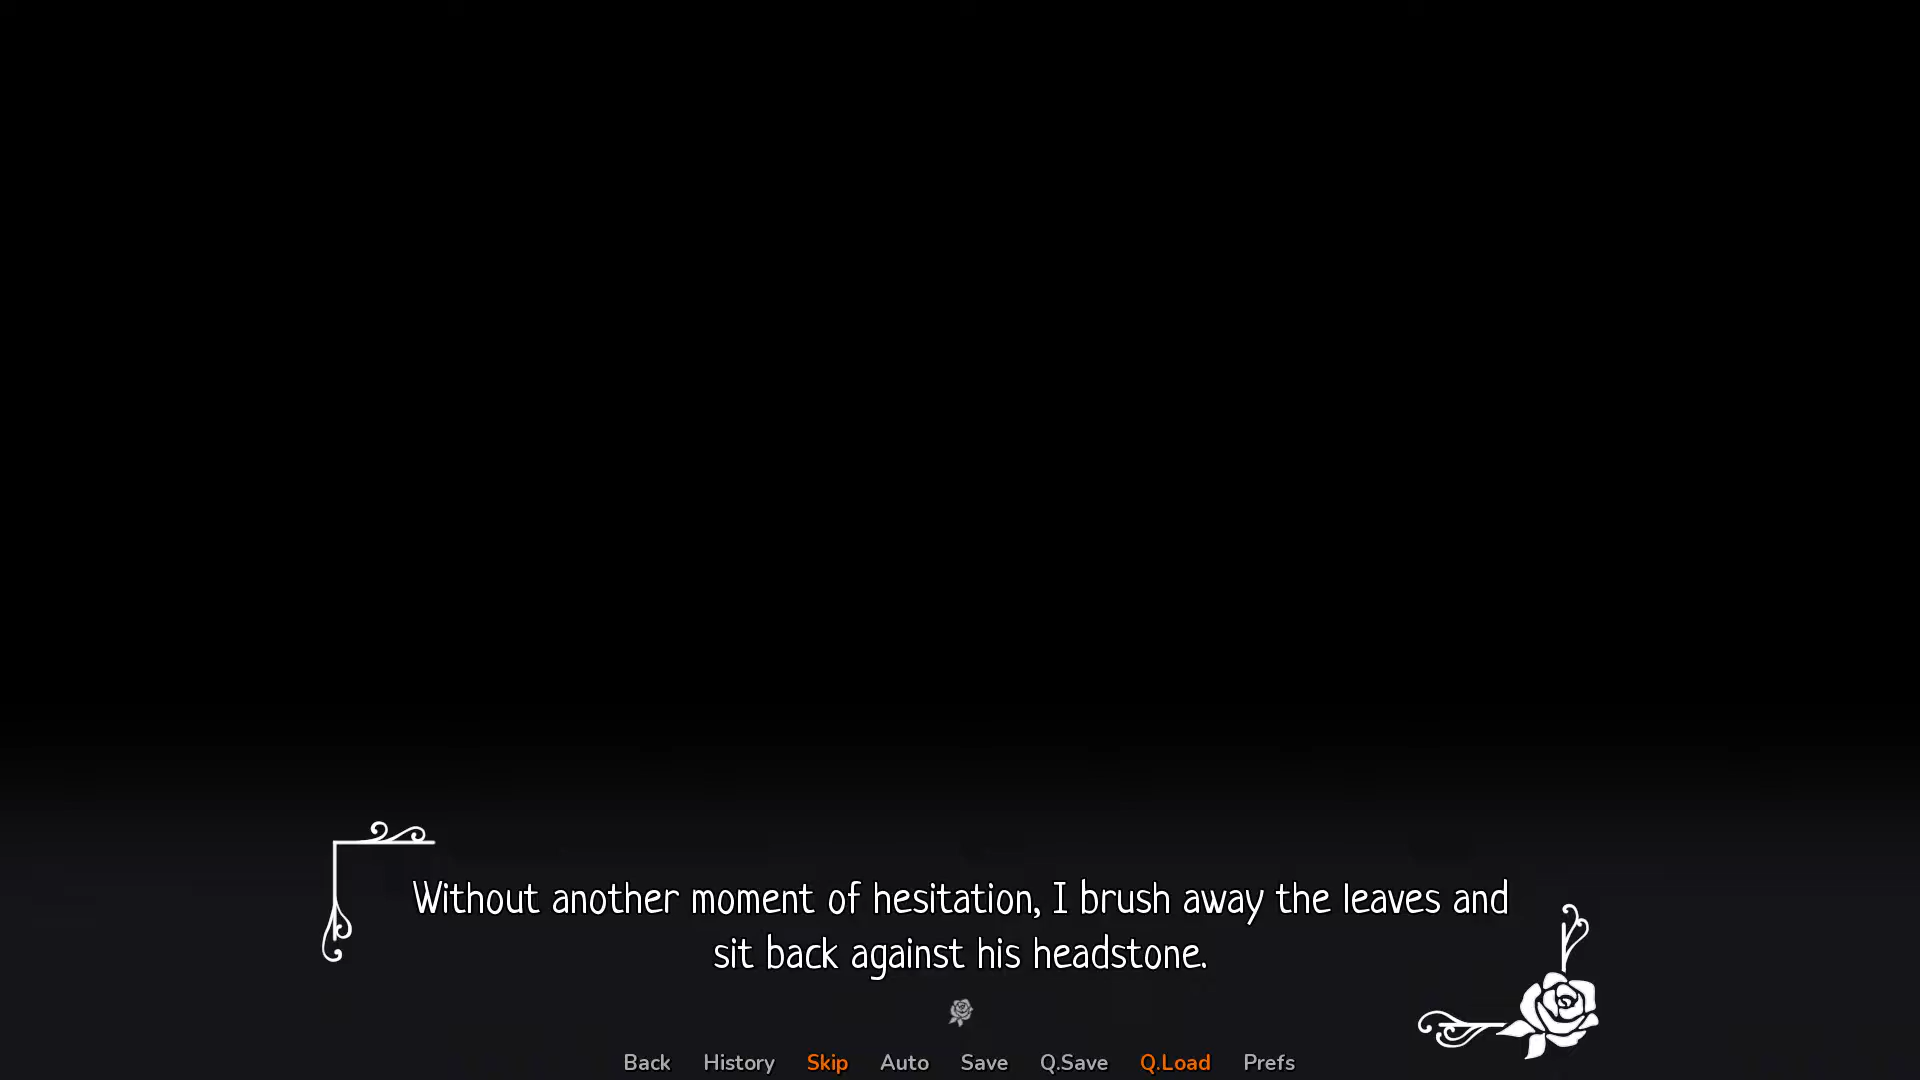 Without another moment of hesitation, I brush away the leaves and
sit back against his headstone.
Back History Skip Auto Save Q.Save Q.Load Prefs